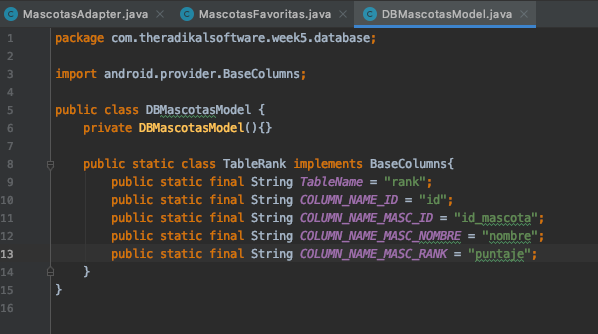 MascotasAdapter.java × MascotasFavoritas.java × DBMascotasModel.java ×
1 package com.theradikalsoftware.week5.database;
2
3 import android.provider.BaseColumns;
4
5 public class DBMascotasModel {
6 private DBMascotasModel(){}
7
8 public static class TableRank implements BaseColumns{
9 public static final String TableName = "rank";
10 public static final String COLUMN_NAME_ID = "id";
11 public static final String COLUMN_NAME_MASC_ID = "id_mascota";
12 public static final String COLUMN_NAME_MASC_NOMBRE = "nombre";
13 public static final String COLUMN_NAME_MASC_RANK = "puntaje";
14 }
15 }
16